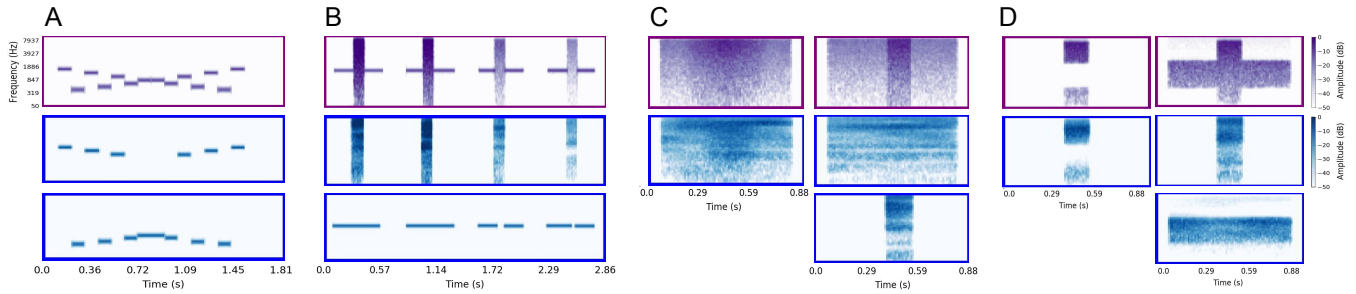 A
B
C
D
Frequency (Hz)
7937
3927
1886
847
319
50
0
−10
−20
−30
−40
−50
Amplitude (dB)
0
−10
−20
−30
−40
−50
Amplitude (dB)
0.0 0.36 0.72 1.09 1.45 1.81
Time (s)
0.0 0.57 1.14 1.72 2.29 2.86
Time (s)
0.0 0.29 0.59 0.88
Time (s)
0.0 0.29 0.59 0.88
Time (s)
0.0 0.29 0.59 0.88
Time (s)
0.0 0.29 0.59 0.88
Time (s)